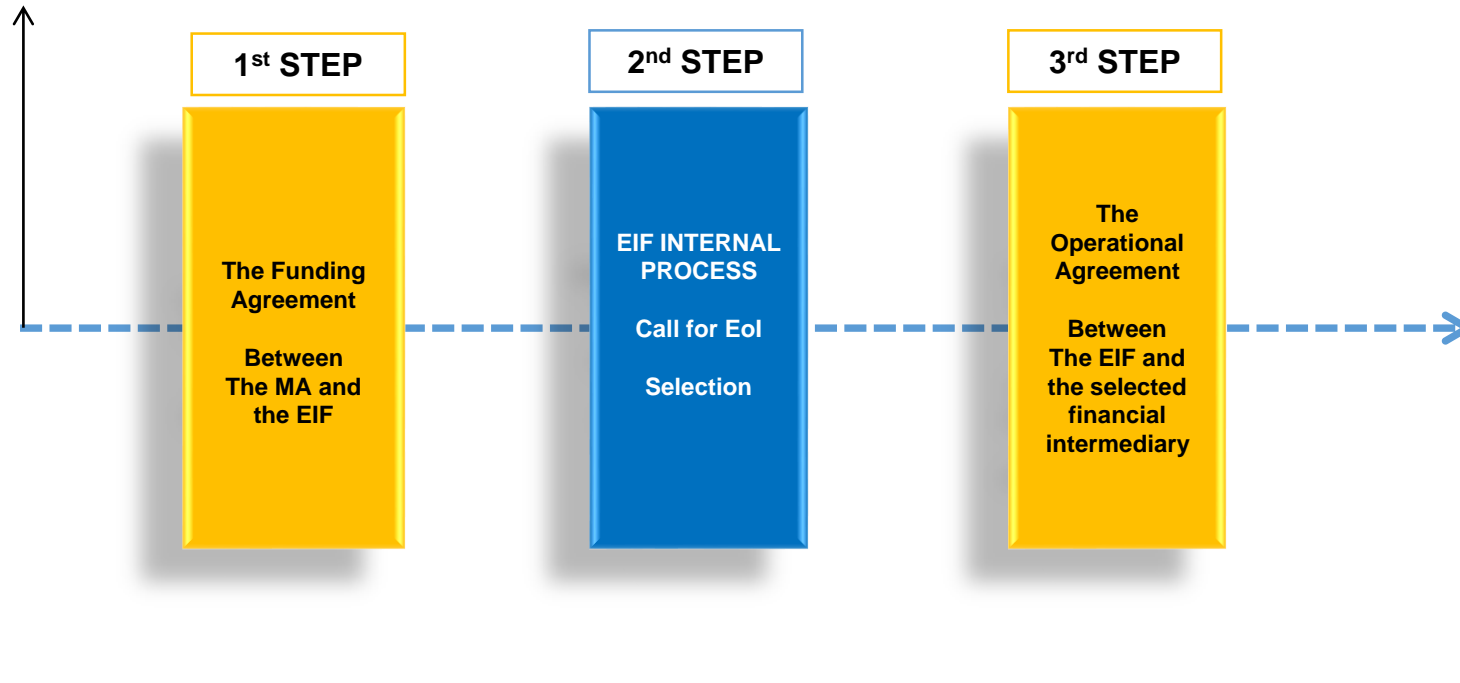 1st STEP
The Funding
Agreement
Between
The MA and
the EIF
2nd STEP
EIF INTERNAL
PROCESS
Call for EoI
Selection
3rd STEP
The
Operational
Agreement
Between
The EIF and
the selected
financial
intermediary